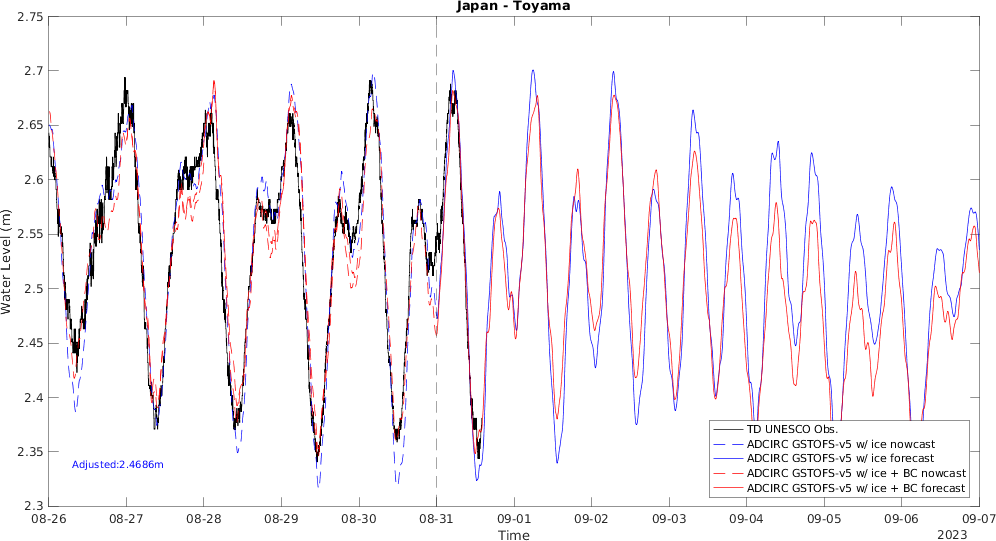 Japan - Toyama
2.75
2.7
2.65
2.6
2.55
2.5
2.45
2.4
2.35
2.3
Water Level (m)
Adjusted:2.4686m
TD UNESCO Obs.
ADCIRC GSTOFS-v5 w/ ice nowcast
ADCIRC GSTOFS-v5 w/ ice forecast
ADCIRC GSTOFS-v5 w/ ice + BC nowcast
ADCIRC GSTOFS-v5 w/ ice + BC forecast
08-26 08-27 08-28 08-29 08-30 08-31 09-01 09-02 09-03 09-04 09-05 09-06 09-07
Time
2023